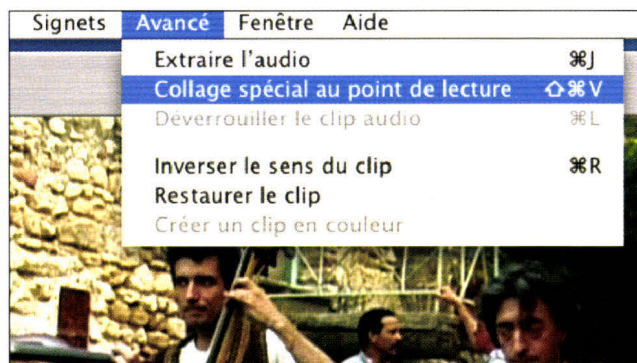 Signets Avancé Fenêtre Aide
Extraire l'audio ⌘J
Collage spécial au point de lecture ⇧⌘V
Déverrouiller le clip audio ⌘L
Inverser le sens du clip ⌘R
Restaurer le clip
Créer un clip en couleur